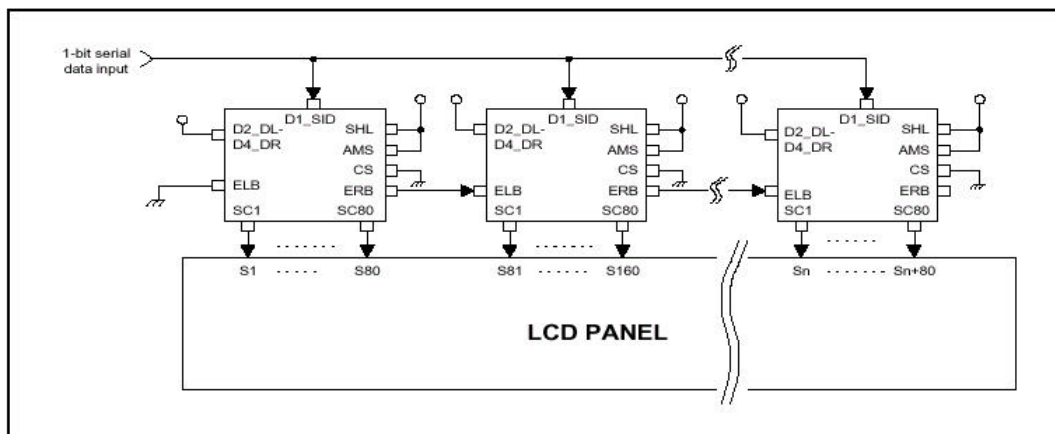 1-bit serial
data input
D1_SID
D2_DL-
D4_DR
SHL
AMS
CS
ELB
ERB
SC1
SC80
D1_SID
D2_DL-
D4_DR
SHL
AMS
CS
ELB
ERB
SC1
SC80
D1_SID
D2_DL-
D4_DR
SHL
AMS
CS
ELB
ERB
SC1
SC80
S1 ...... S80
S81 ...... S160
Sn ........ Sn+80
LCD PANEL